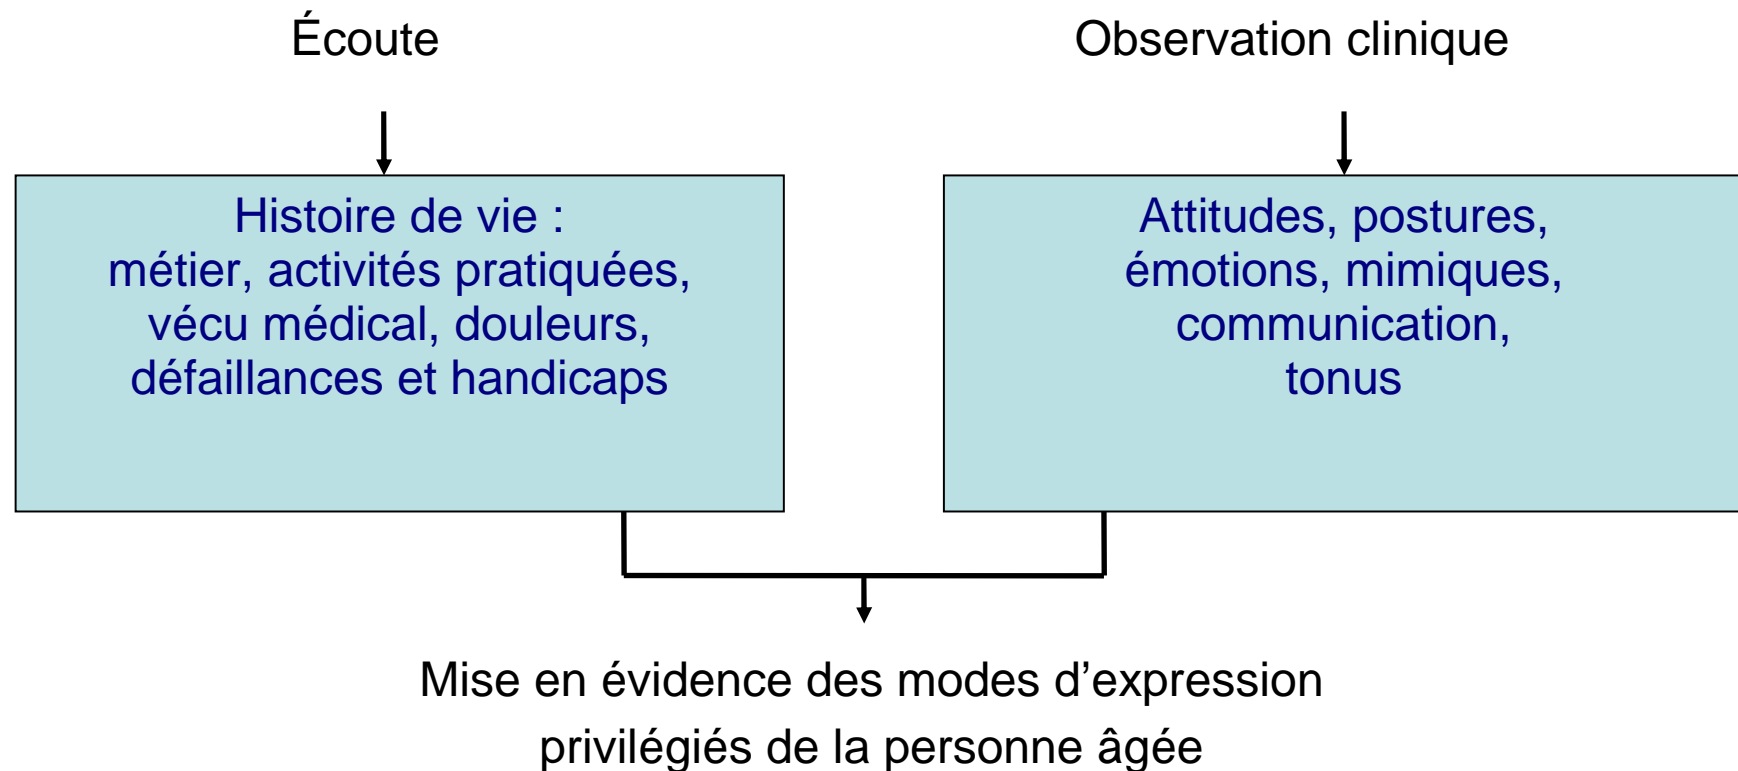 Écoute
Observation clinique
Histoire de vie :
métier, activités pratiquées,
vécu médical, douleurs,
défaillances et handicaps
Attitudes, postures,
émotions, mimiques,
communication,
tonus
Mise en évidence des modes d’expression
privilégiés de la personne âgée